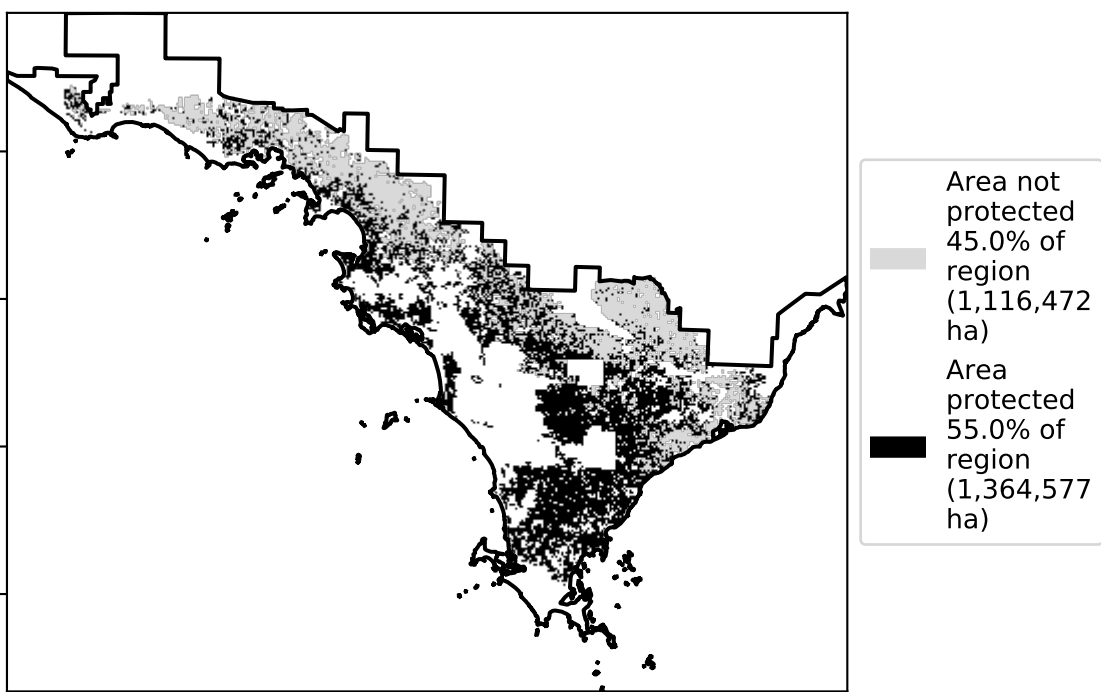 Area not
protected
45.0% of
region
(1,116,472
ha)
Area
protected
55.0% of
region
(1,364,577
ha)